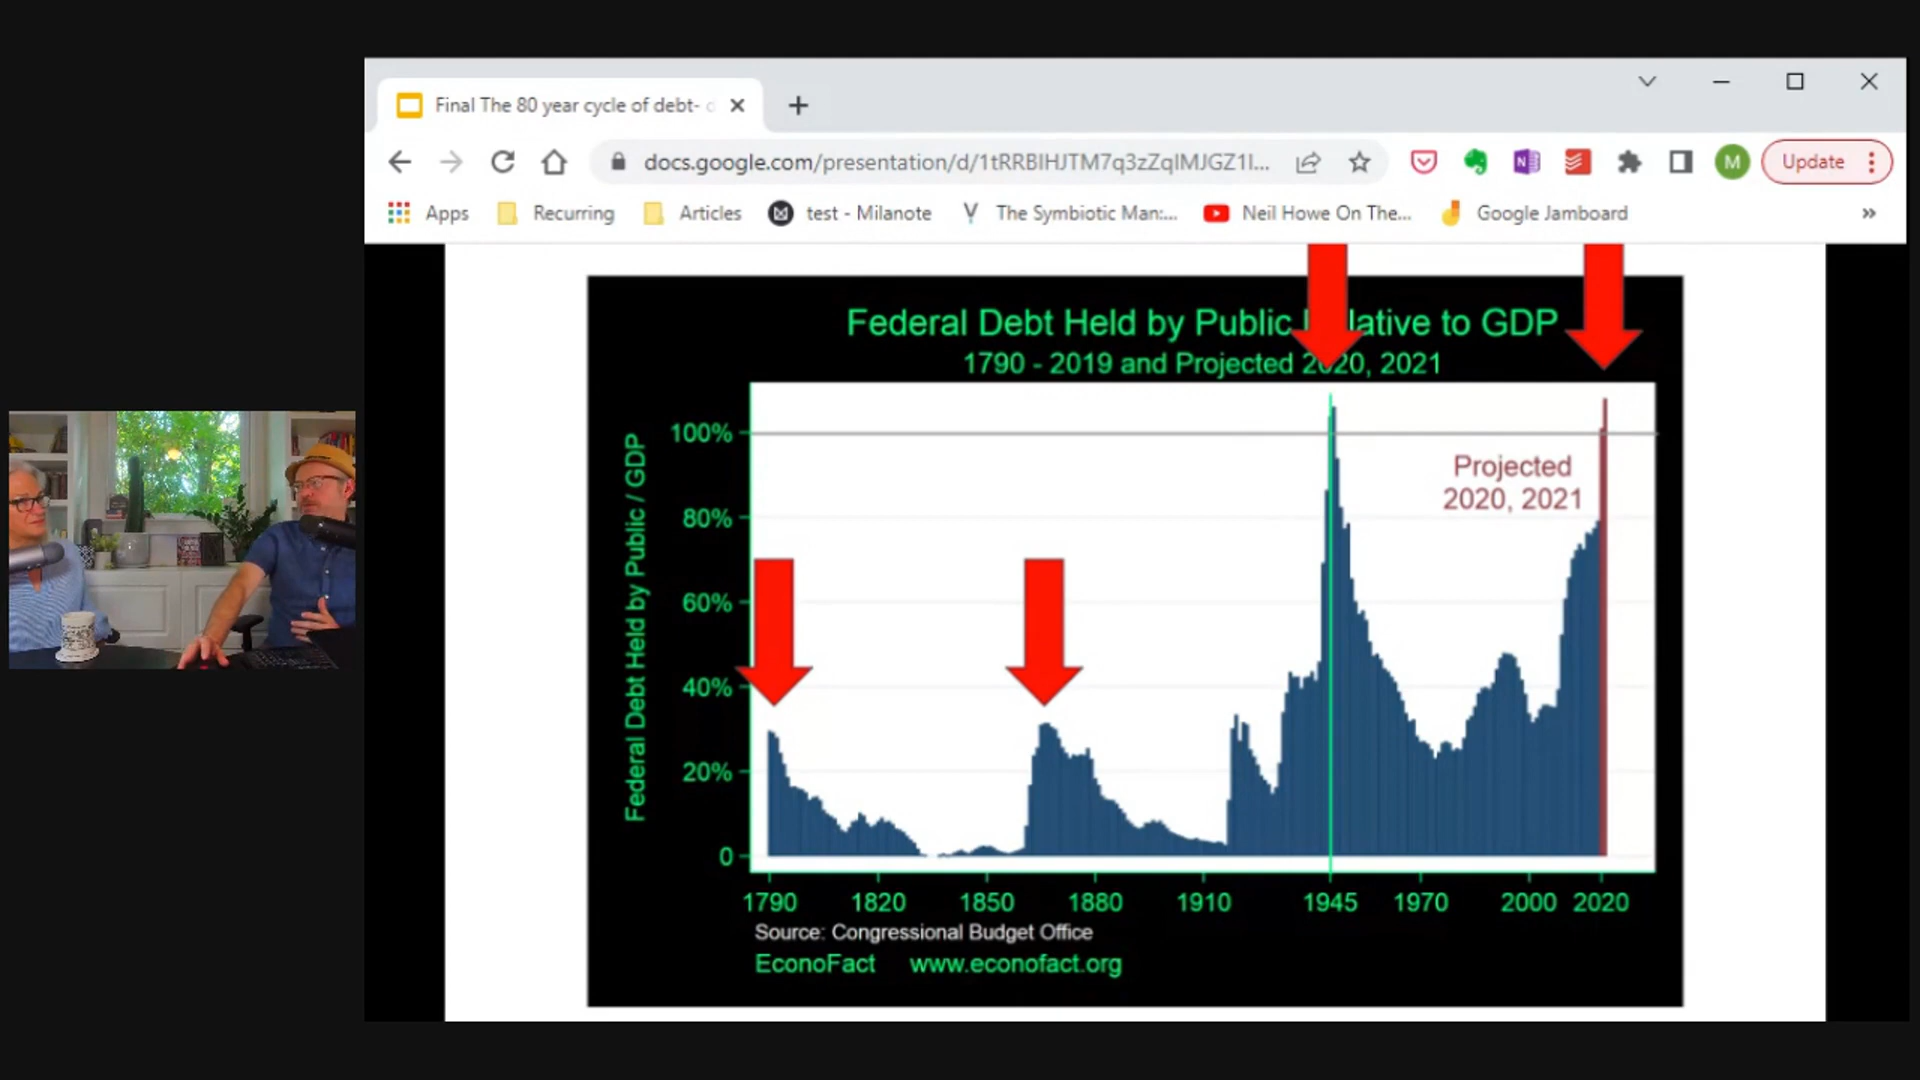 Final The 80 year cycle of debt-
docs.google.com/presentation/d/1tRRBIHJTM7q3zZqIMJGZ1I...
M
Update
Apps
Recurring
Articles
test - Milanote
The Symbiotic Man:...
Neil Howe On The...
Google Jamboard
»
Federal Debt Held by Public lative to GDP
1790 - 2019 and Projected 2020, 2021
Federal Debt Held by Public / GDP
100%
80%
60%
40%
20%
0
Projected
2020, 2021
1790 1820 1850 1880 1910 1945 1970 2000 2020
Source: Congressional Budget Office
EconoFact www.econofact.org